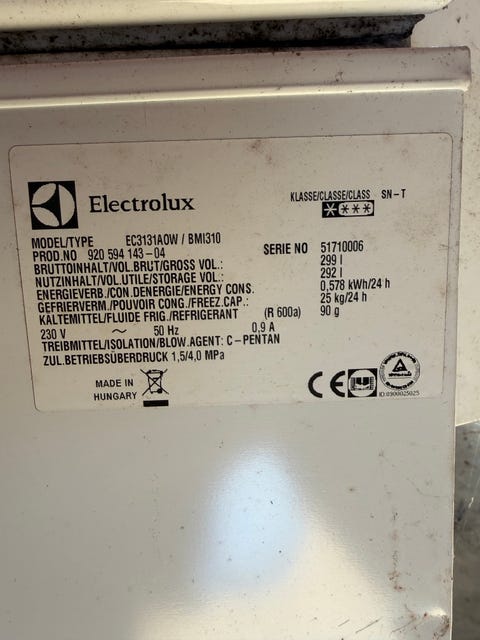 Electrolux
KLASSE/CLASSE/CLASS SN-T
MODEL/TYPE EC3131AOW / BMI310
PROD.NO 920 594 143-04 SERIE NO 51710006
BRUTTOINHALT/VOL.BRUT/GROSS VOL.: 299 l
NUTZINHALT/VOL.UTILE/STORAGE VOL.: 292 l
ENERGIEVERB./CON.DENERGIE/ENERGY CONS. 0,578 kWh/24 h
GEFRIERVERM./POUVOIR CONG./FREEZ.CAP.: 25 kg/24 h
KÄLTEMITTEL/FLUIDE FRIG./REFRIGERANT (R 600a) 90 g
230 V ~ 50 Hz 0.9 A
TREIBMITTEL/ISOLATION/BLOW.AGENT: C-PENTAN
ZUL.BETRIEBSÜBERDRUCK 1,5/4,0 MPa
MADE IN
HUNGARY
CE
ID:0900025025